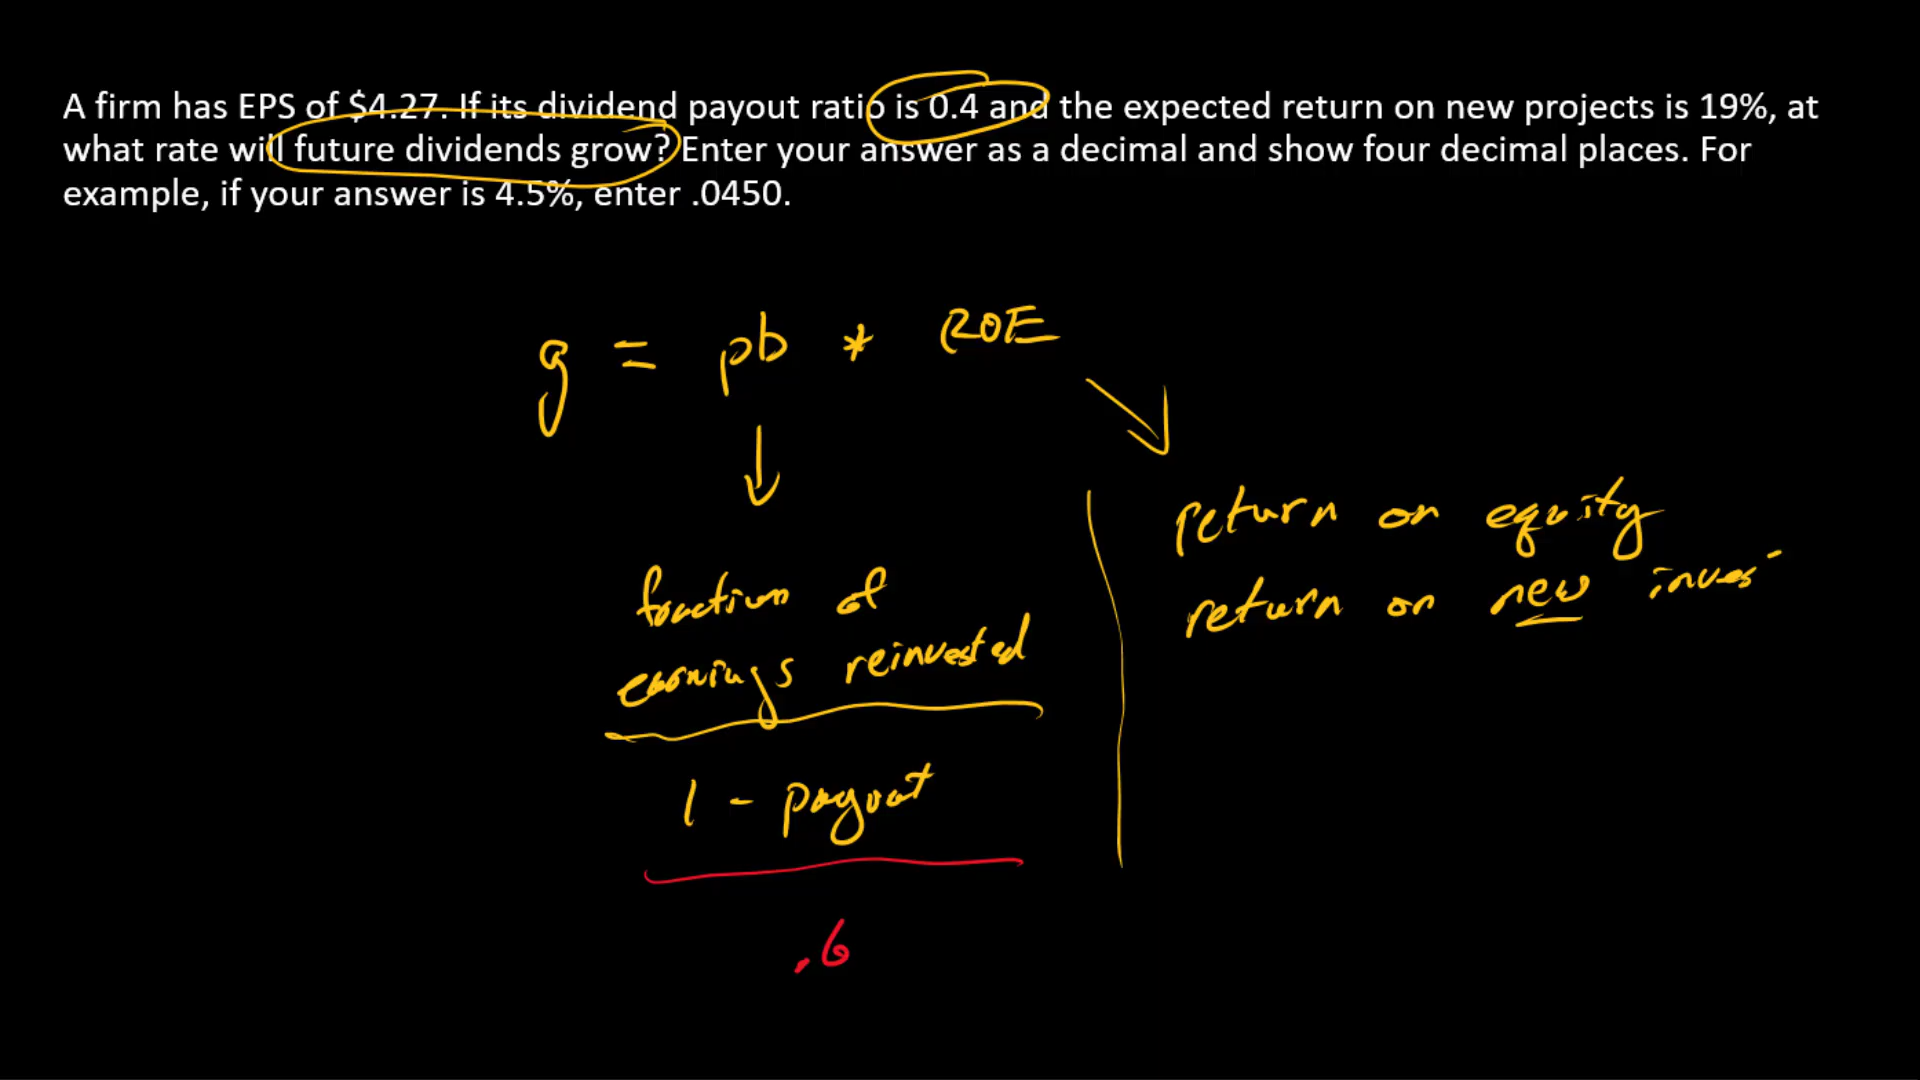 A firm has EPS of $4.27. If its dividend payout ratio is 0.4 and the expected return on new projects is 19%, at
what rate will future dividends grow? Enter your answer as a decimal and show four decimal places. For
example, if your answer is 4.5%, enter .0450.
g = pb * ROE
return on equity
return on new inves
fraction of
earnings reinvested
1 - payout
.6